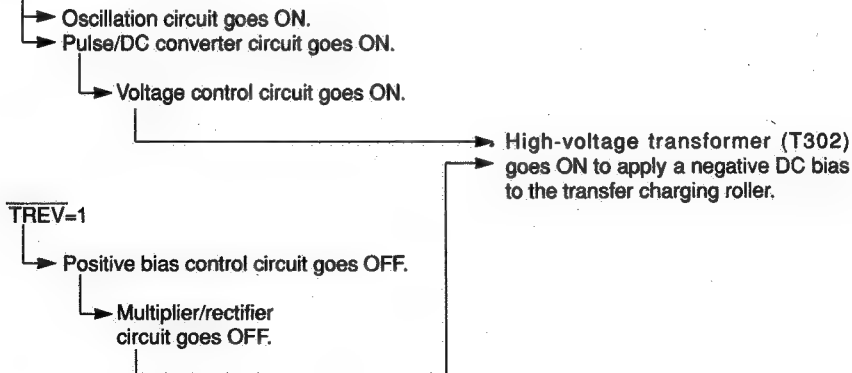 Oscillation circuit goes ON.
Pulse/DC converter circuit goes ON.
Voltage control circuit goes ON.
High-voltage transformer (T302)
goes ON to apply a negative DC bias
to the transfer charging roller.
T̅R̅E̅V̅=1
Positive bias control circuit goes OFF.
Multiplier/rectifier
circuit goes OFF.